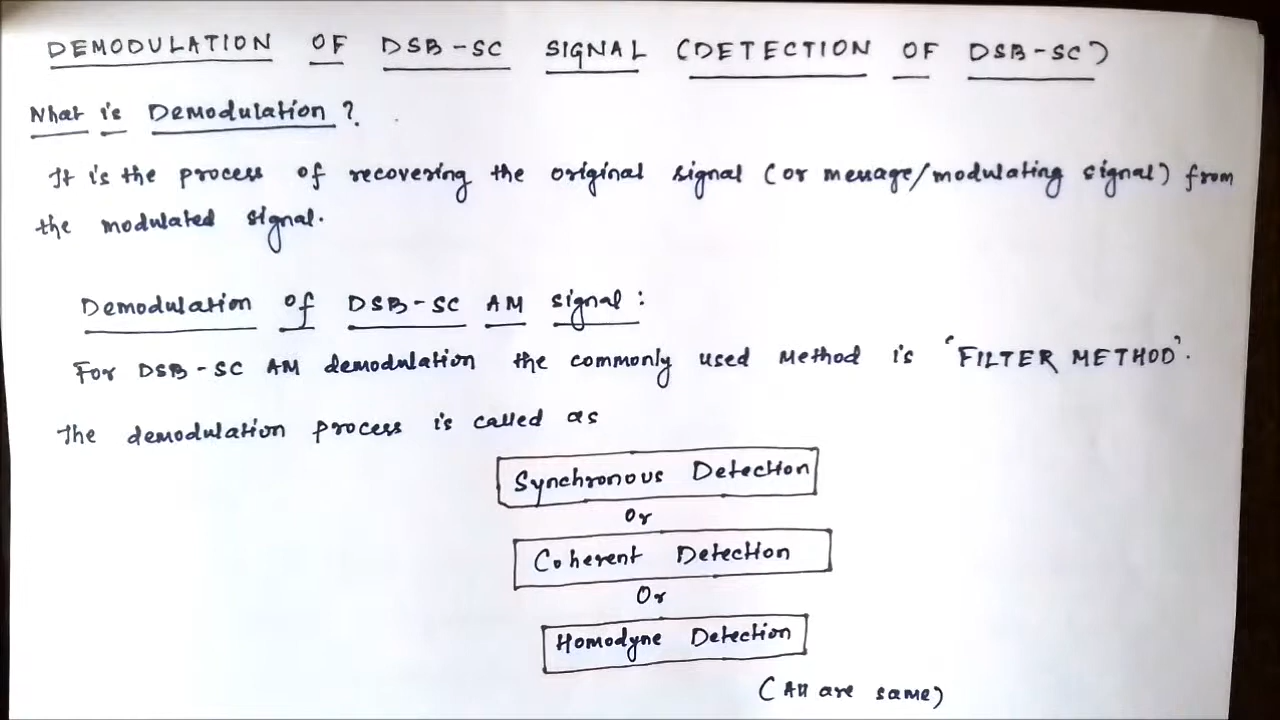 DEMODULATION OF DSB-SC SIGNAL (DETECTION OF DSB-SC)
What is Demodulation?
It is the process of recovering the original signal (or message/modulating signal) from
the modulated signal.
Demodulation of DSB-SC AM signal:
For DSB-SC AM demodulation the commonly used Method is "FILTER METHOD".
The demodulation process is called as
Synchronous Detection
Or
Coherent Detection
Or
Homodyne Detection
(All are same)